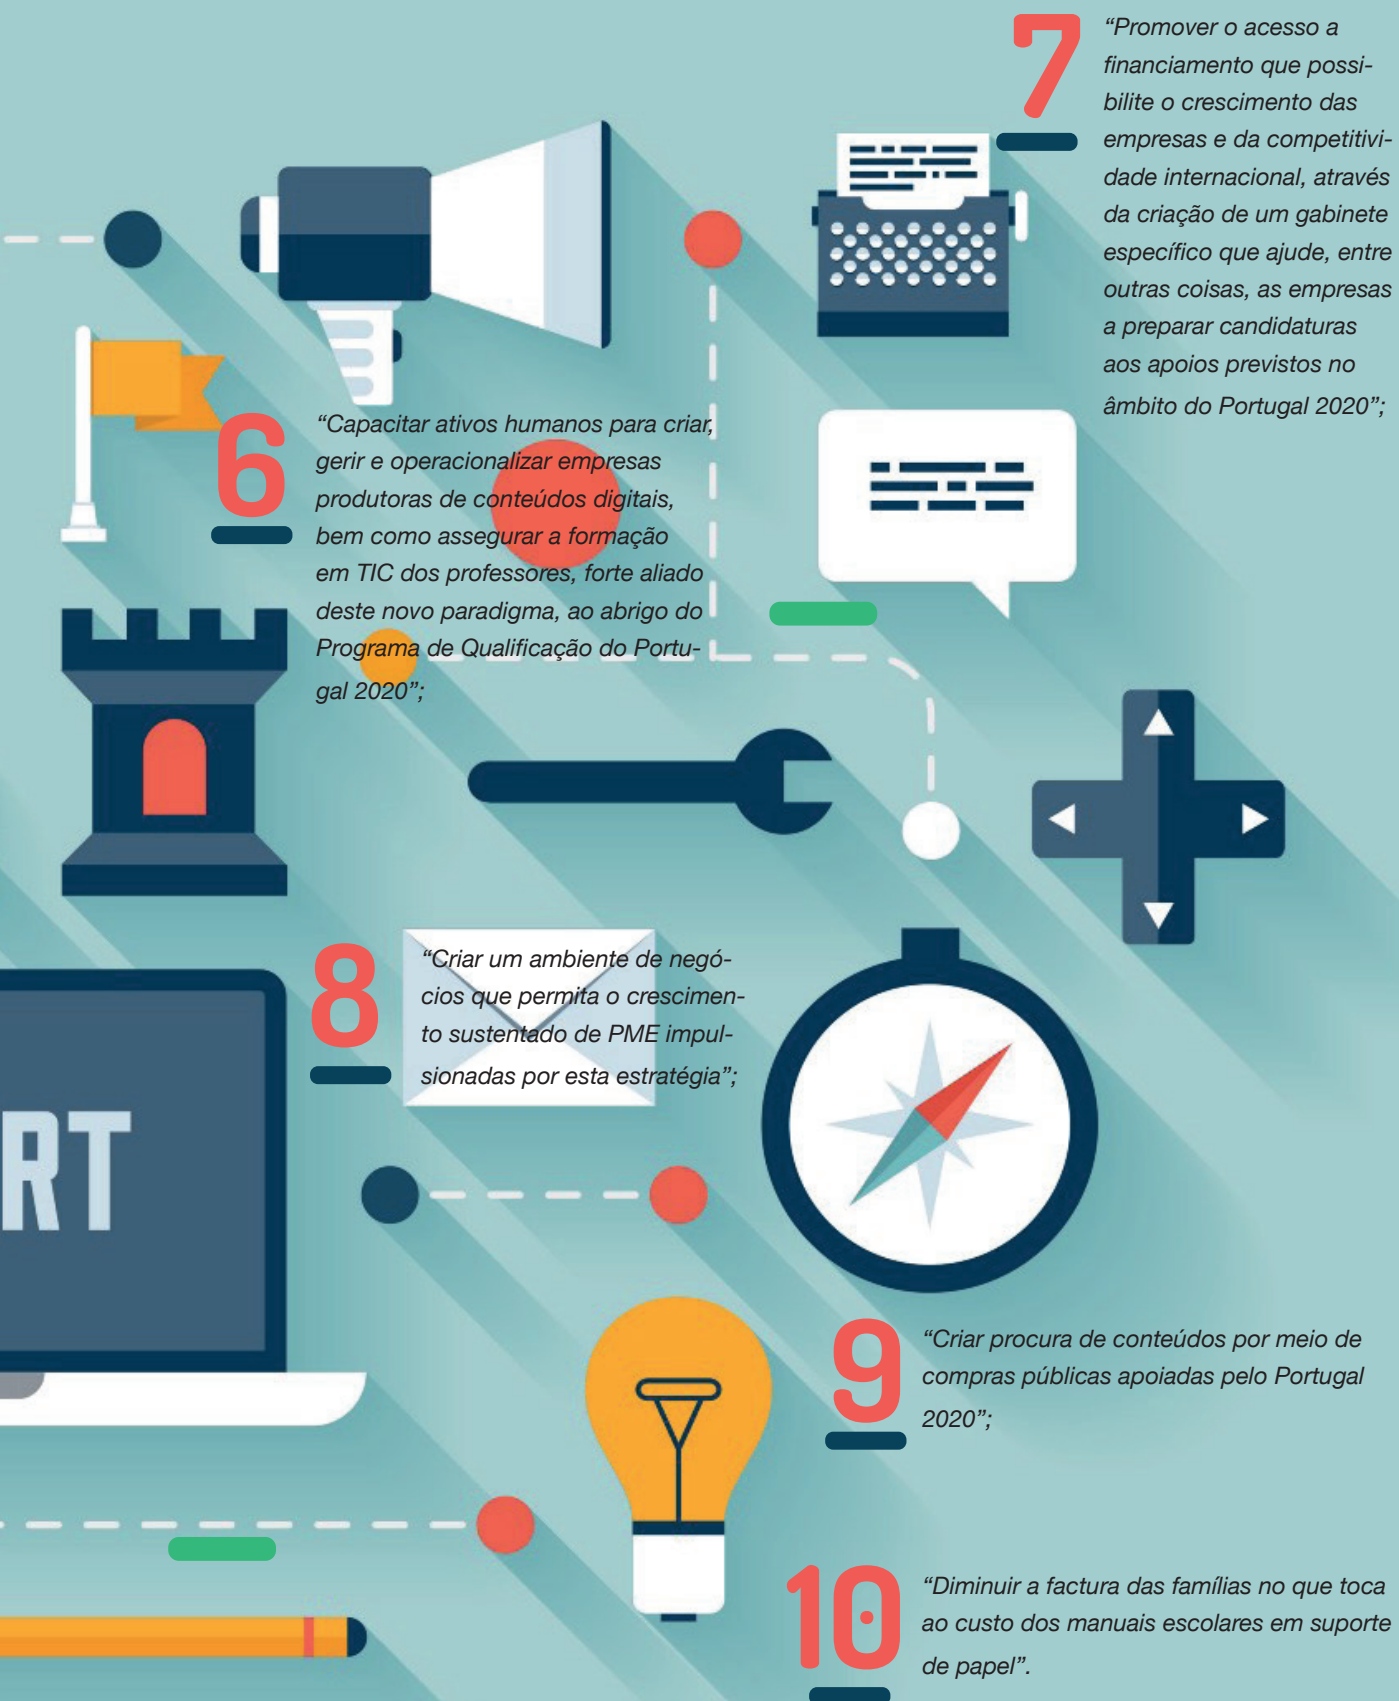 6
“Capacitar ativos humanos para criar,
gerir e operacionalizar empresas
produtoras de conteúdos digitais,
bem como assegurar a formação
em TIC dos professores, forte aliado
deste novo paradigma, ao abrigo do
Programa de Qualificação do Portu-
gal 2020”;
7
“Promover o acesso a
financiamento que possi-
bilite o crescimento das
empresas e da competitivi-
dade internacional, através
da criação de um gabinete
específico que ajude, entre
outras coisas, as empresas
a preparar candidaturas
aos apoios previstos no
âmbito do Portugal 2020”;
8
“Criar um ambiente de negó-
cios que permita o crescimen-
to sustentado de PME impul-
sionadas por esta estratégia”;
RT
9
“Criar procura de conteúdos por meio de
compras públicas apoiadas pelo Portugal
2020”;
10
“Diminuir a factura das famílias no que toca
ao custo dos manuais escolares em suporte
de papel”.